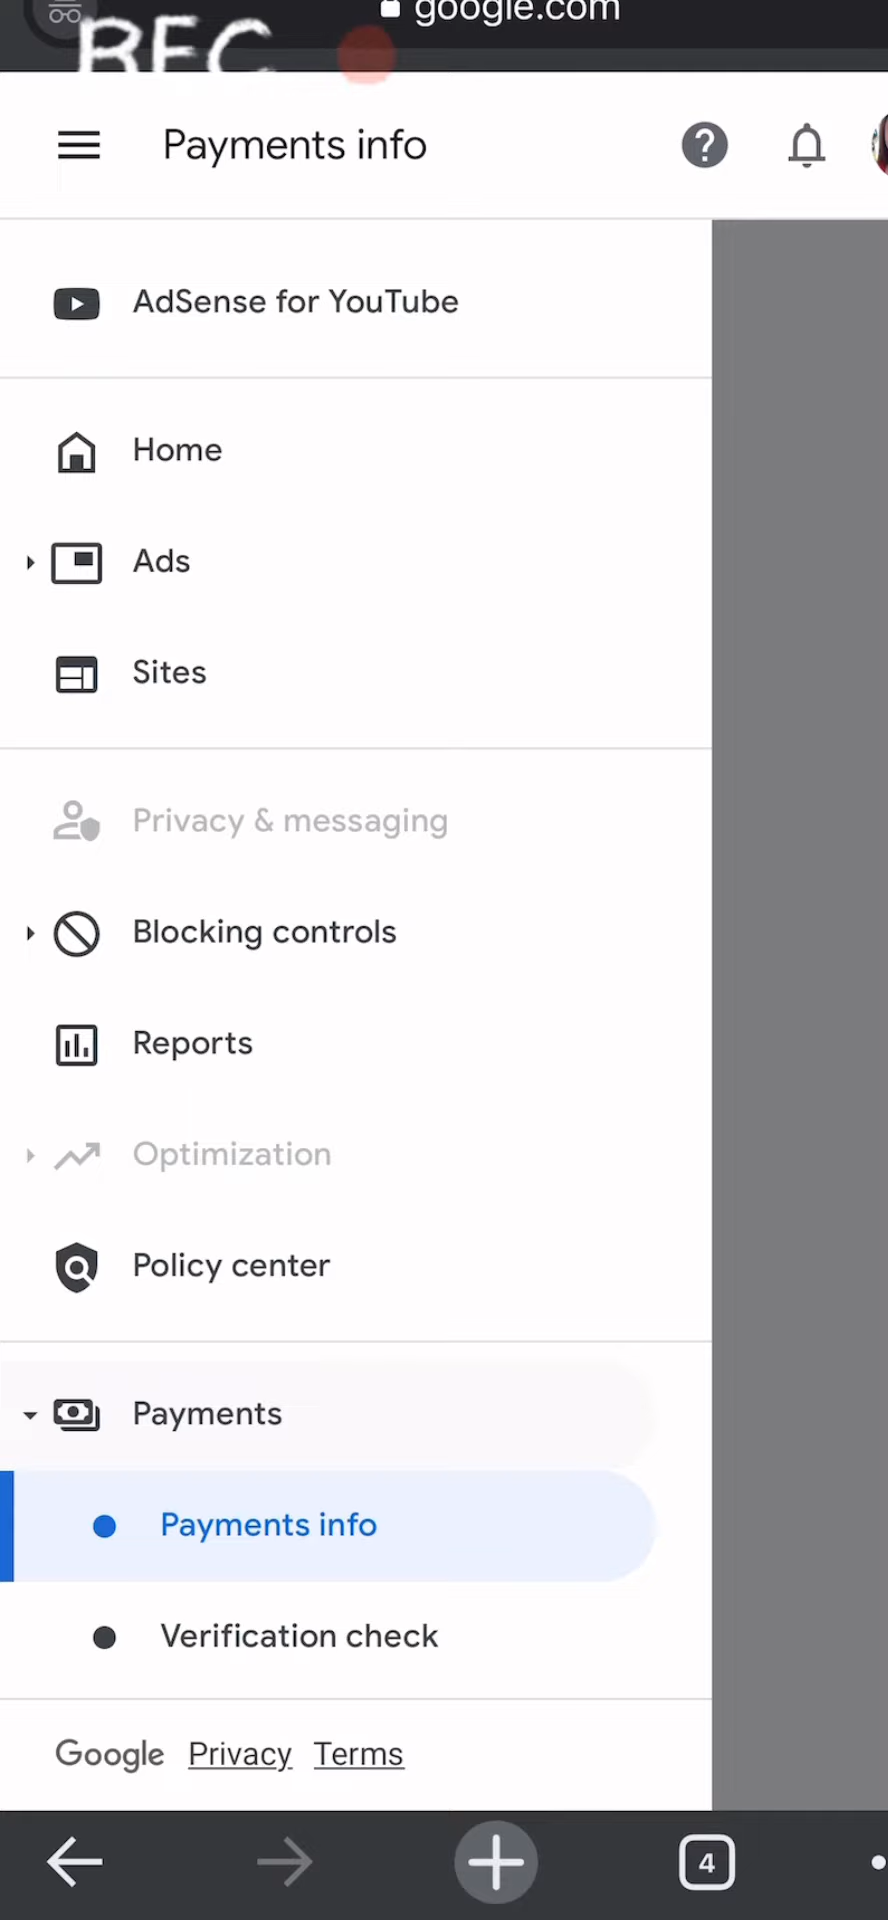 google.com
REC
Payments info
AdSense for YouTube
Home
Ads
Sites
Privacy & messaging
Blocking controls
Reports
Optimization
Policy center
Payments
Payments info
Verification check
Google Privacy Terms
4